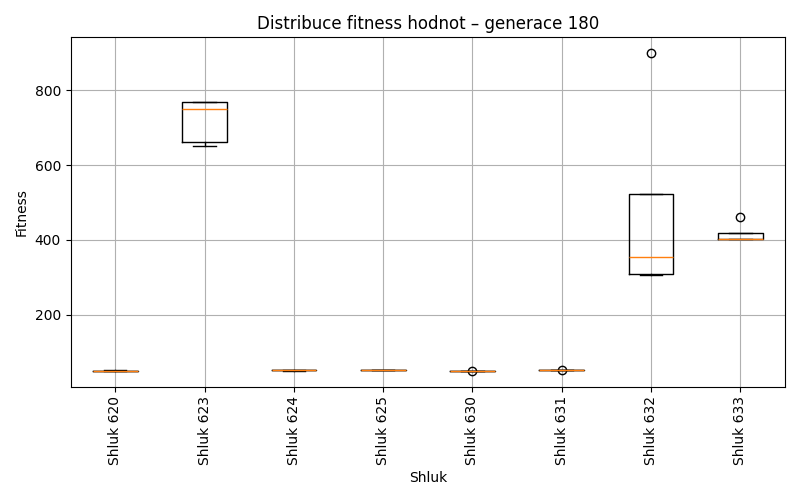 Distribuce fitness hodnot – generace 180
Fitness
800
600
400
200
Shluk 620
Shluk 623
Shluk 624
Shluk 625
Shluk 630
Shluk 631
Shluk 632
Shluk 633
Shluk